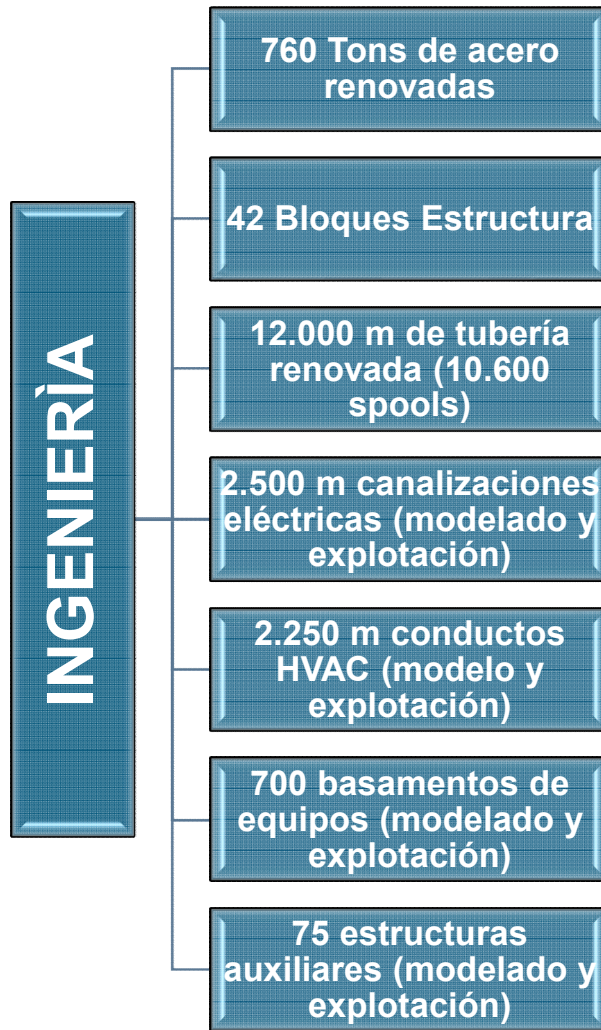 INGENIERÌA
760 Tons de acero
renovadas
42 Bloques Estructura
12.000 m de tubería
renovada (10.600
spools)
2.500 m canalizaciones
eléctricas (modelado y
explotación)
2.250 m conductos
HVAC (modelo y
explotación)
700 basamentos de
equipos (modelado y
explotación)
75 estructuras
auxiliares (modelado y
explotación)